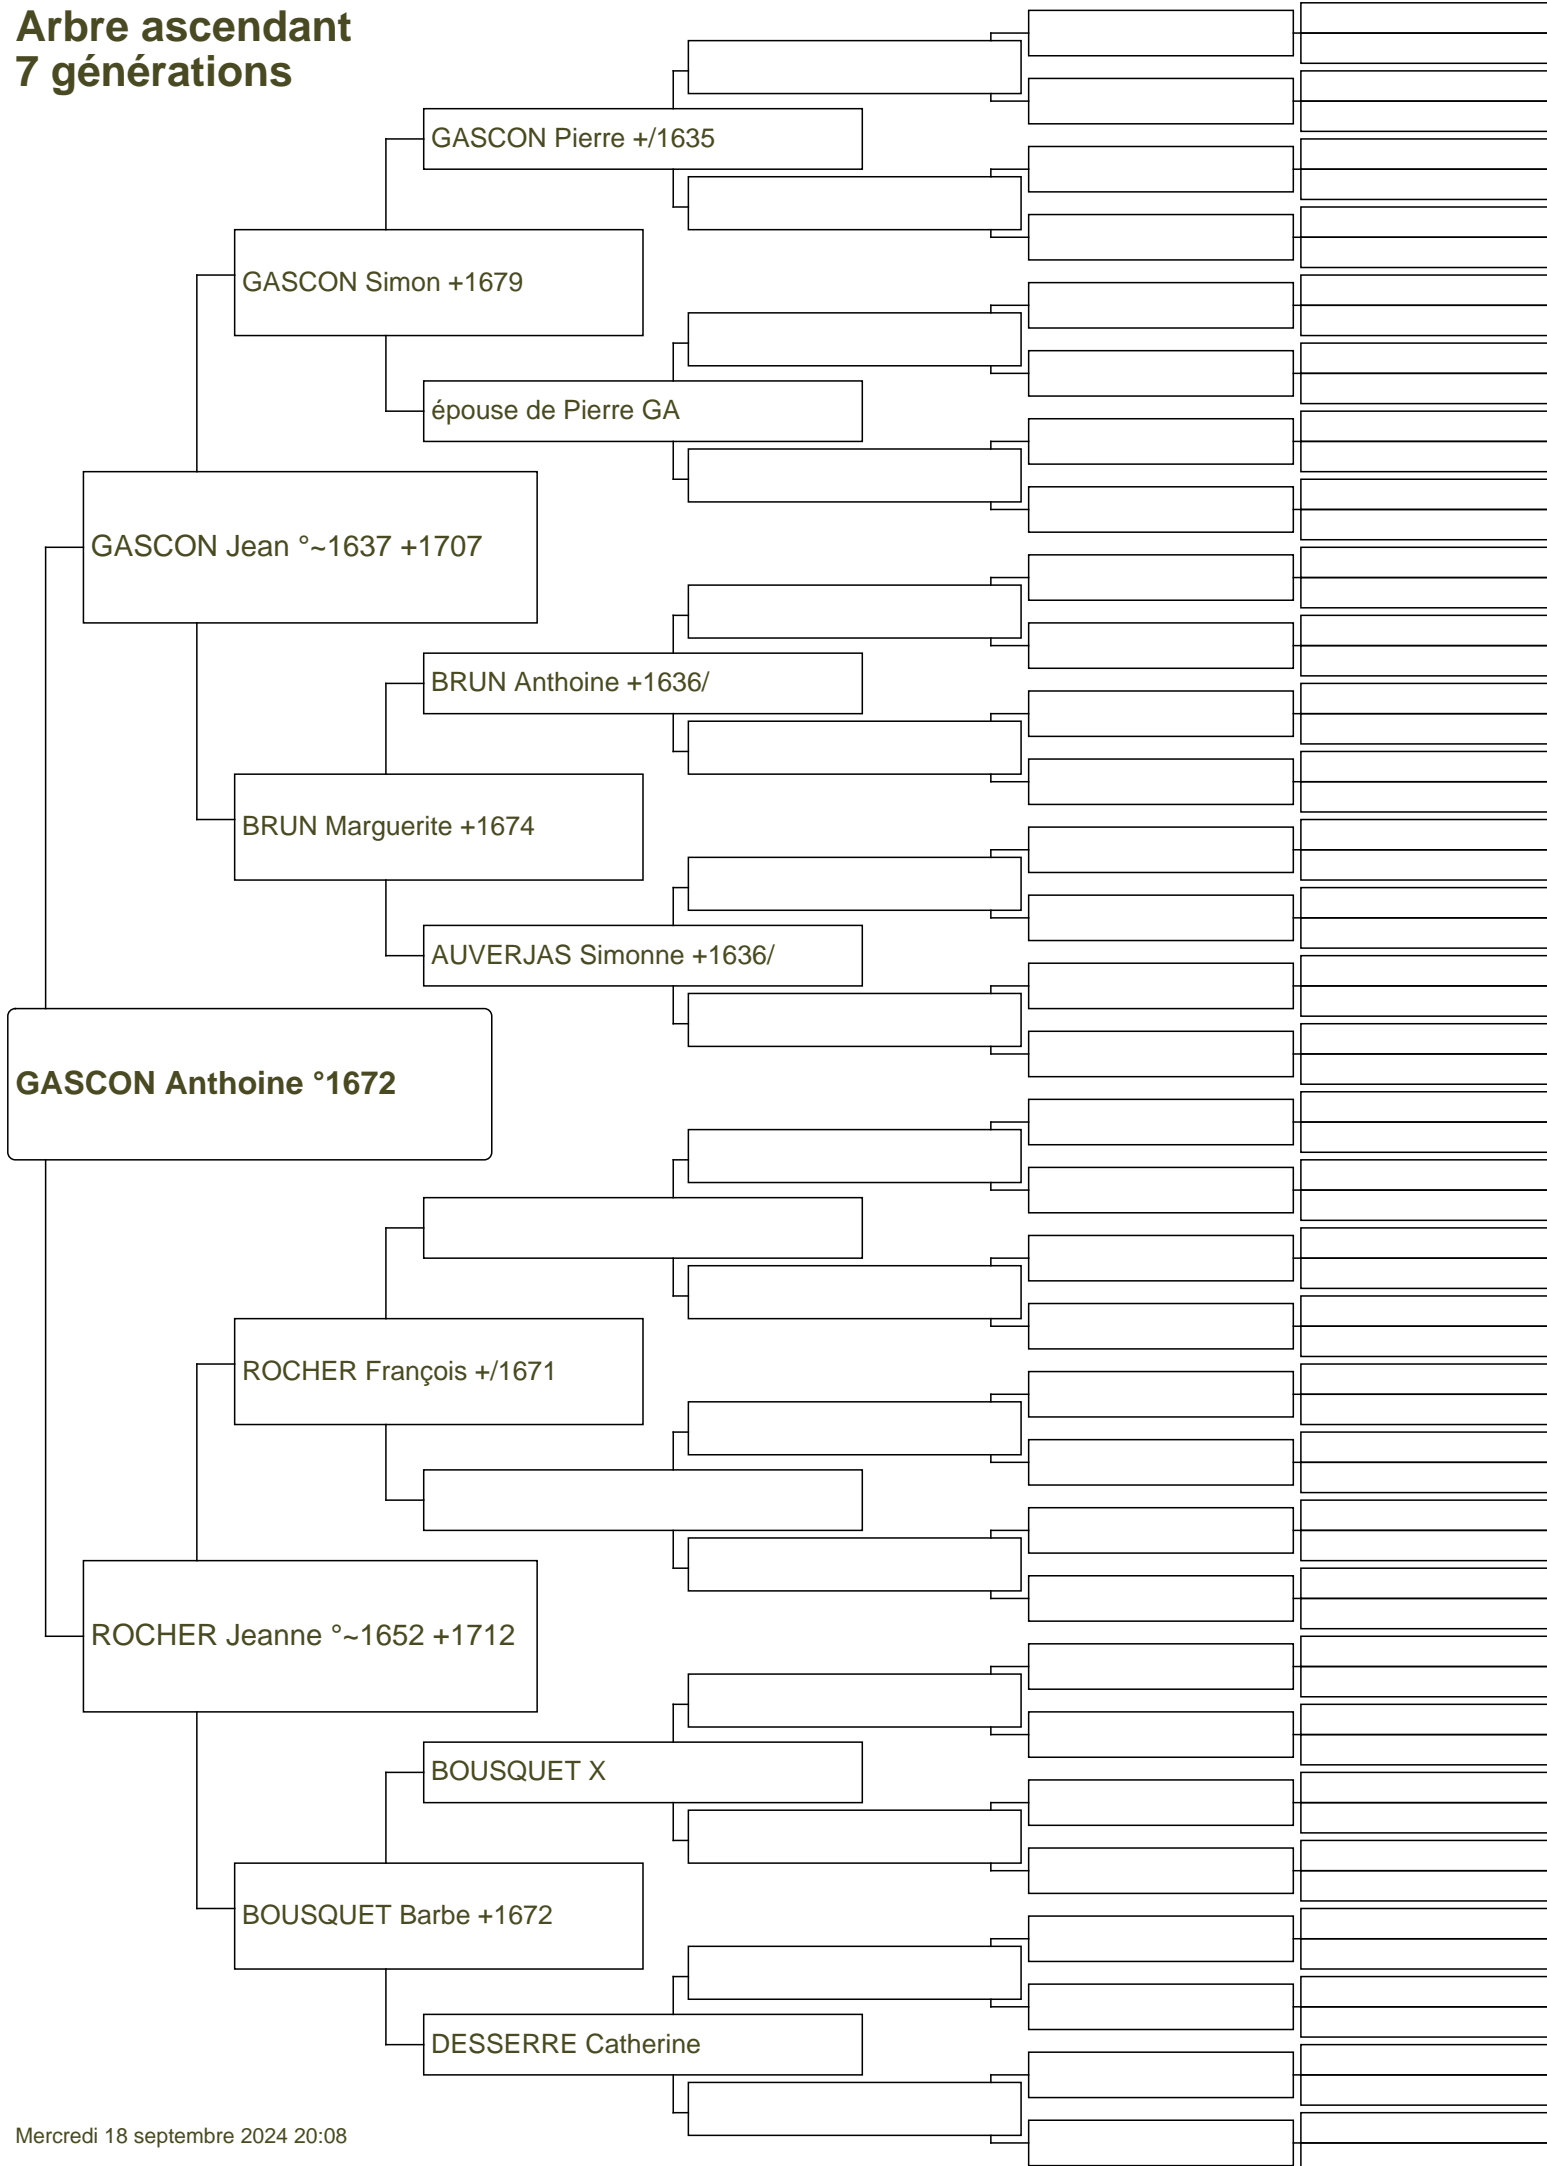 Arbre ascendant
7 générations
GASCON Pierre +/1635
GASCON Simon +1679
épouse de Pierre GA
GASCON Jean °~1637 +1707
BRUN Anthoine +1636/
BRUN Marguerite +1674
AUVERJAS Simonne +1636/
GASCON Anthoine °1672
ROCHER François +/1671
ROCHER Jeanne °~1652 +1712
BOUSQUET X
BOUSQUET Barbe +1672
DESSERRE Catherine
Mercredi 18 septembre 2024 20:08